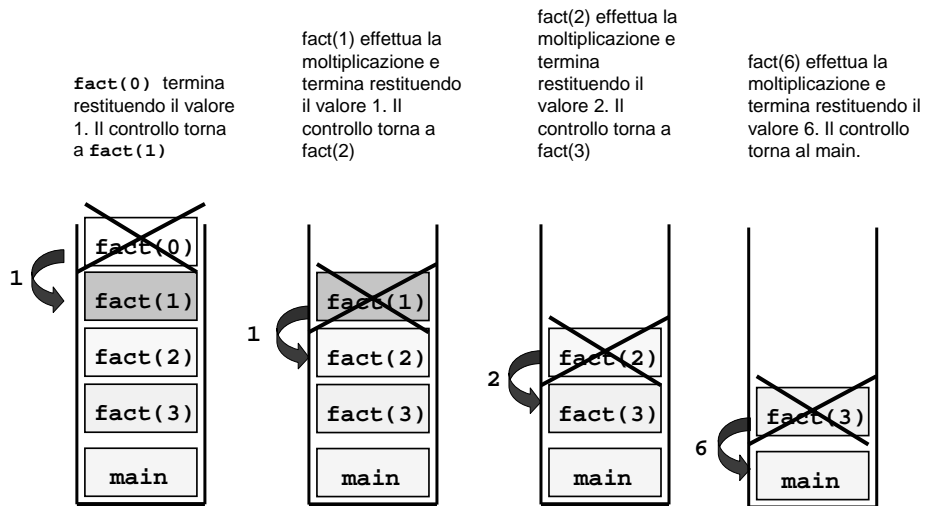 fact(0) termina
restituendo il valore
1. Il controllo torna
a fact(1)
fact(1) effettua la
moltiplicazione e
termina restituendo
il valore 1. Il
controllo torna a
fact(2)
fact(2) effettua la
moltiplicazione e
termina
restituendo il
valore 2. Il
controllo torna a
fact(3)
fact(6) effettua la
moltiplicazione e
termina restituendo il
valore 6. Il controllo
torna al main.
fact(0)
1
fact(1)
fact(2)
fact(3)
main
fact(1)
1
fact(2)
fact(3)
main
fact(2)
2
fact(3)
main
fact(3)
6
main